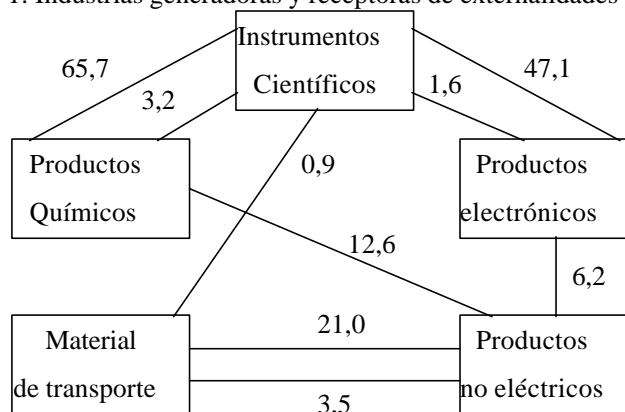 1. Industrias generadoras y receptoras de externalidades
Instrumentos
Científicos
65,7
3,2
1,6
47,1
Productos
Químicos
0,9
Productos
electrónicos
12,6
6,2
Material
de transporte
21,0
3,5
Productos
no eléctricos